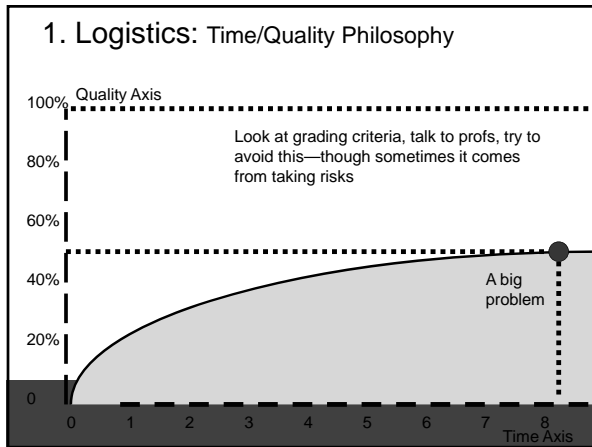 1. Logistics: Time/Quality Philosophy
Quality Axis
100%
Look at grading criteria, talk to profs, try to
avoid this—though sometimes it comes
from taking risks
80%
60%
40%
A big
problem
20%
0
0 1 2 3 4 5 6 7 8
Time Axis